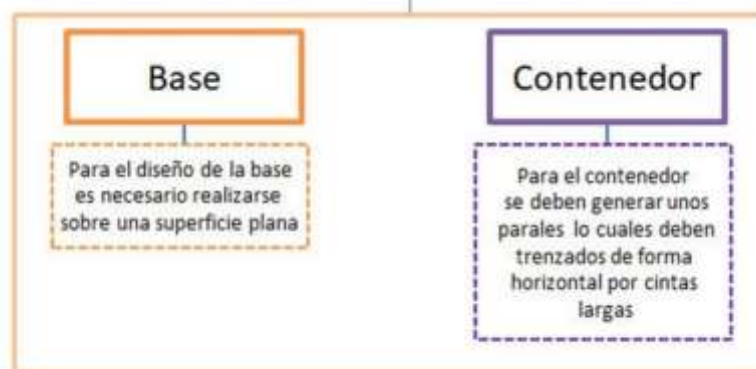 Base
Para el diseño de la base
es necesario realizarse
sobre una superficie plana
Contenedor
Para el contenedor
se deben generar unos
parales lo cuales deben
trenzados de forma
horizontal por cintas
largas